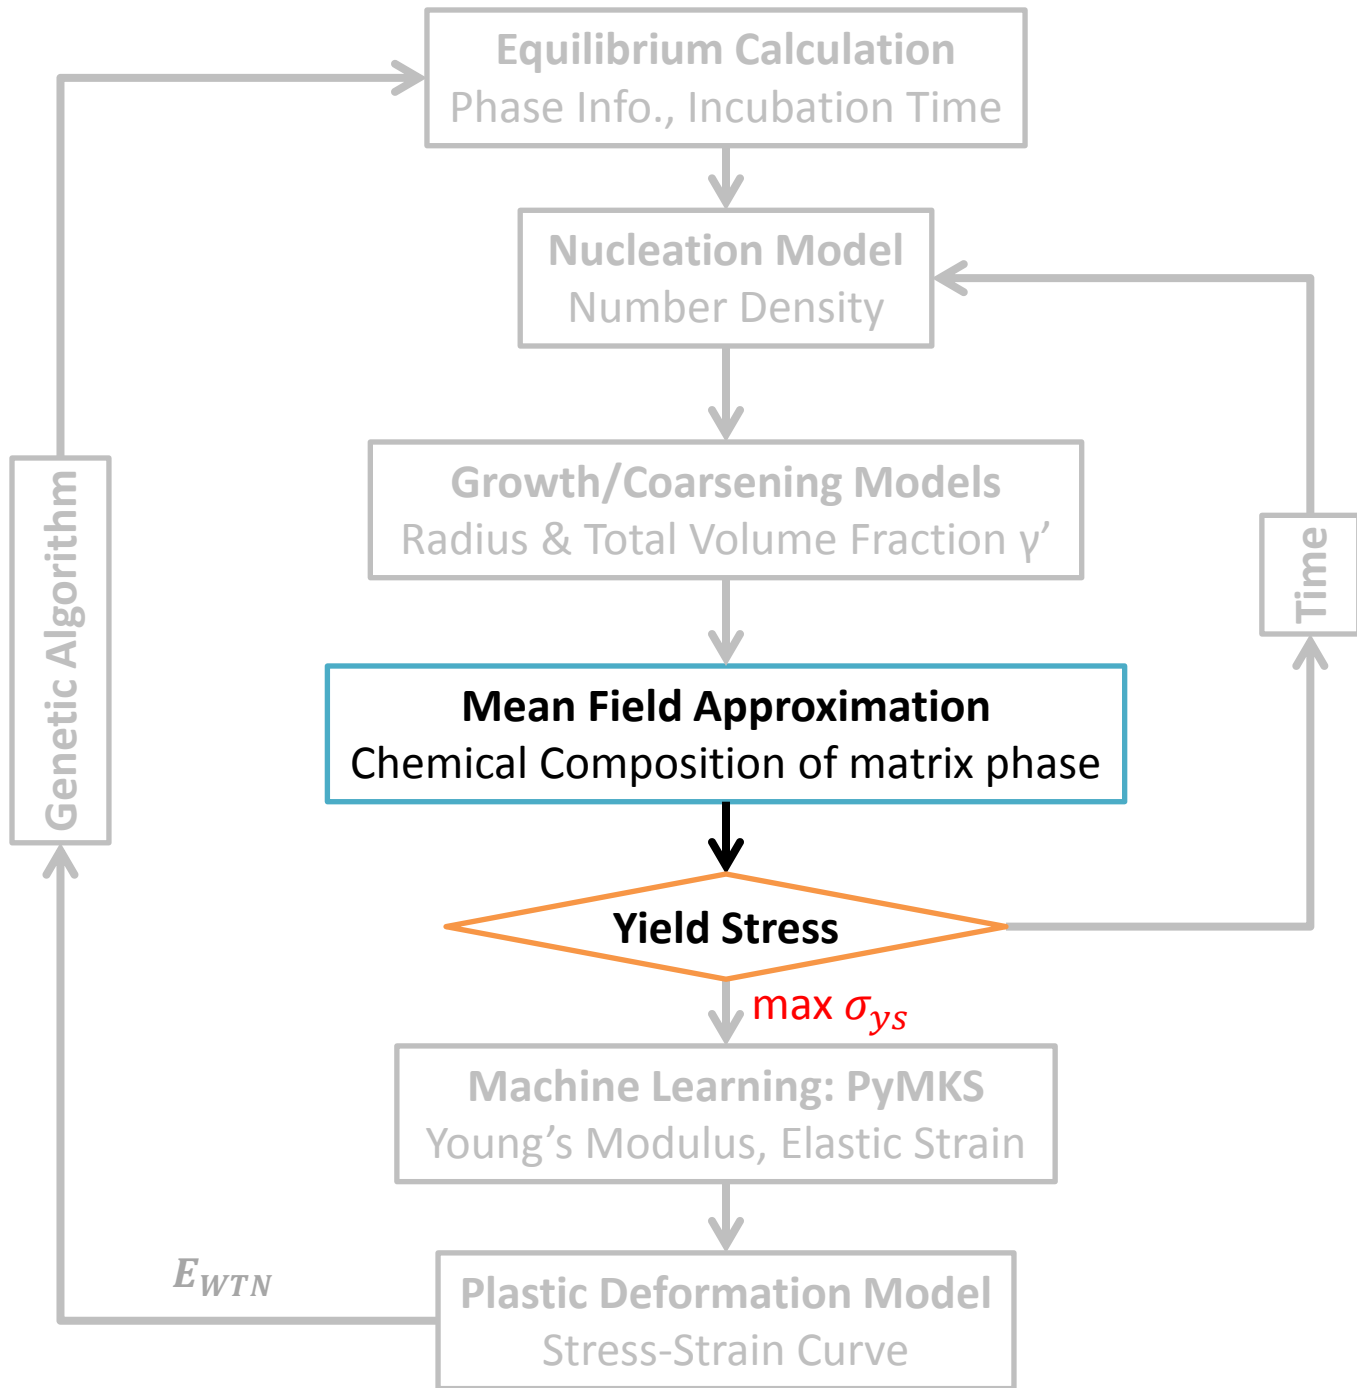 Equilibrium Calculation
Phase Info., Incubation Time
Nucleation Model
Number Density
Growth/Coarsening Models
Radius & Total Volume Fraction γ’
Genetic Algorithm
Time
Mean Field Approximation
Chemical Composition of matrix phase
Yield Stress
max σ_ys
Machine Learning: PyMKS
Young’s Modulus, Elastic Strain
E_WTN
Plastic Deformation Model
Stress-Strain Curve